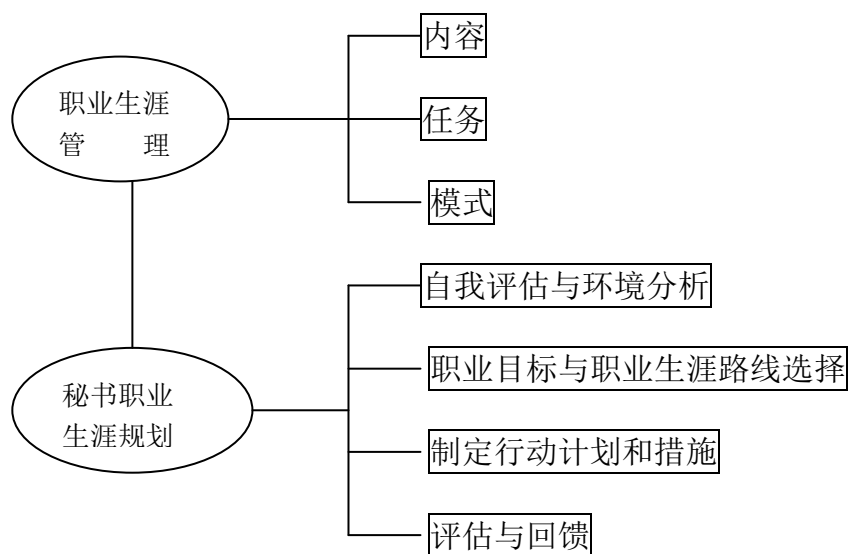 内容
职业生涯
管 理
任务
模式
自我评估与环境分析
职业目标与职业生涯路线选择
秘书职业
生涯规划
制定行动计划和措施
评估与回馈